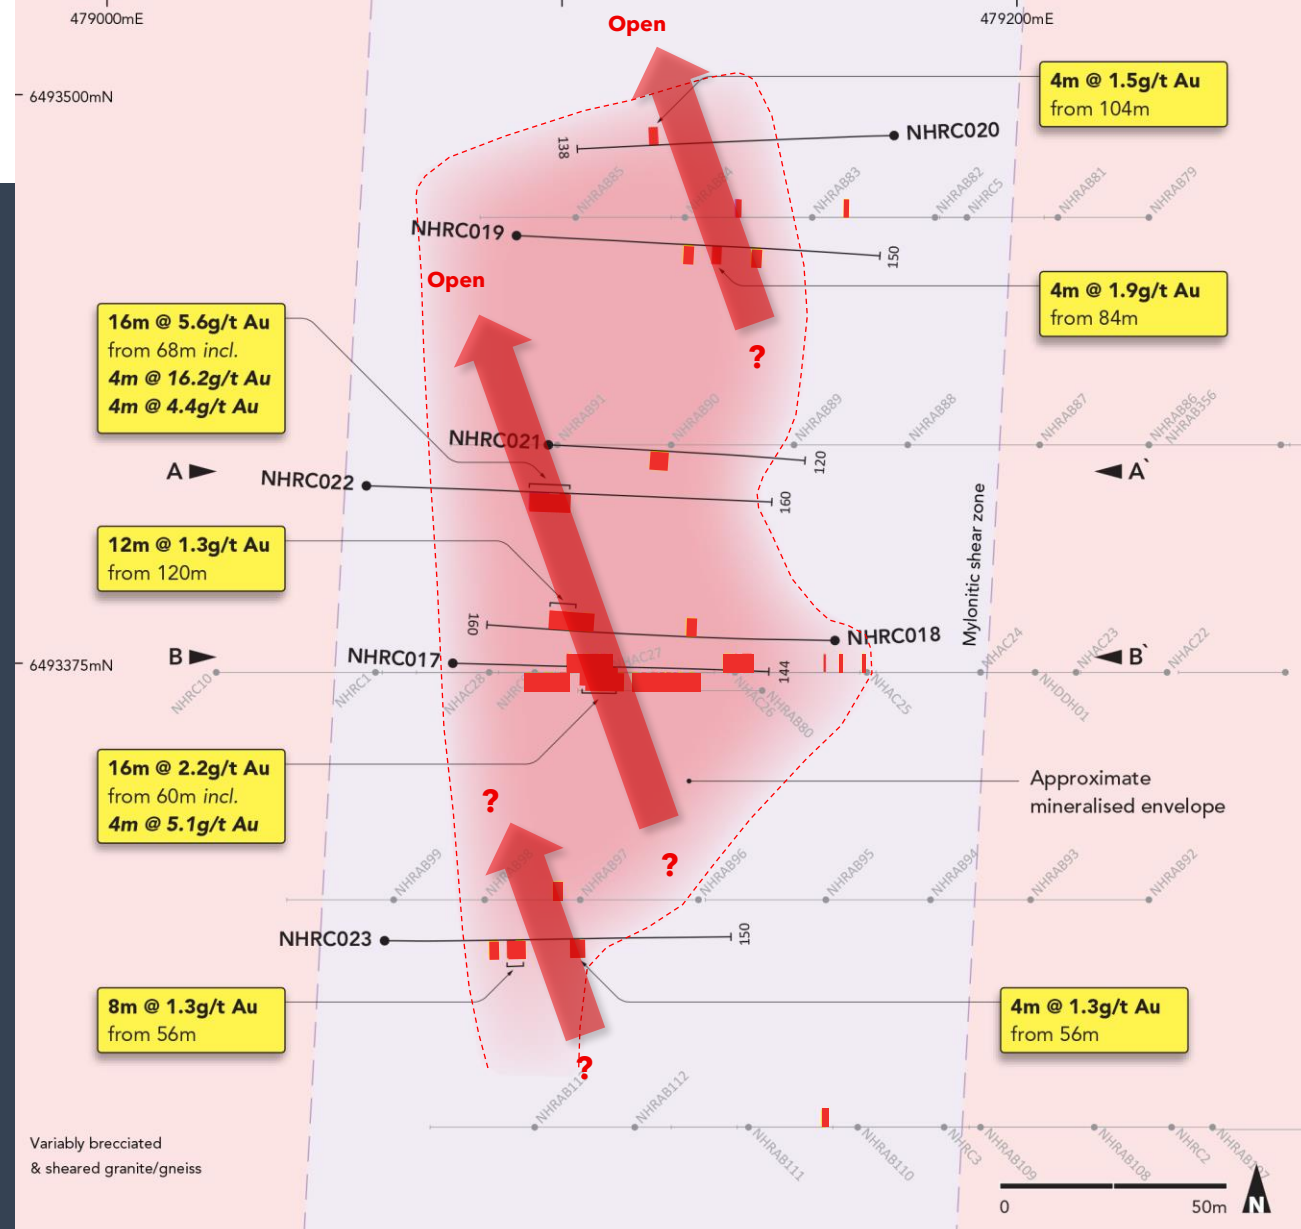 479000mE
479200mE
Open
6493500mN
4m @ 1.5g/t Au
from 104m
NHRC020
138
NHRAB85
NHRAB84
NHRAB83
NHRAB82
NHRC5
NHRAB81
NHRAB79
NHRC019
150
Open
4m @ 1.9g/t Au
from 84m
16m @ 5.6g/t Au
from 68m incl.
4m @ 16.2g/t Au
4m @ 4.4g/t Au
?
NHRAB91
NHRAB90
NHRAB89
NHRAB88
NHRAB87
NHRAB86
NHRAB356
NHRC021
120
A
A`
NHRC022
160
Mylonitic shear zone
12m @ 1.3g/t Au
from 120m
160
NHRC018
B
B`
6493375mN
NHRC017
144
NHAC27
NHAC24
NHAC23
NHAC22
NHRC10
NHRC1
NHAC28
NHAC26
NHRAB80
NHAC25
NHDDH01
16m @ 2.2g/t Au
from 60m incl.
4m @ 5.1g/t Au
Approximate
mineralised envelope
?
?
NHRAB99
NHRAB98
NHRAB97
NHRAB96
NHRAB95
NHRAB94
NHRAB93
NHRAB92
NHRC023
150
8m @ 1.3g/t Au
from 56m
4m @ 1.3g/t Au
from 56m
?
NHRAB112
NHRAB111
NHRAB110
NHRC3
NHRAB109
NHRAB108
NHRC2
NHRAB107
Variably brecciated
& sheared granite/gneiss
0
50m
N